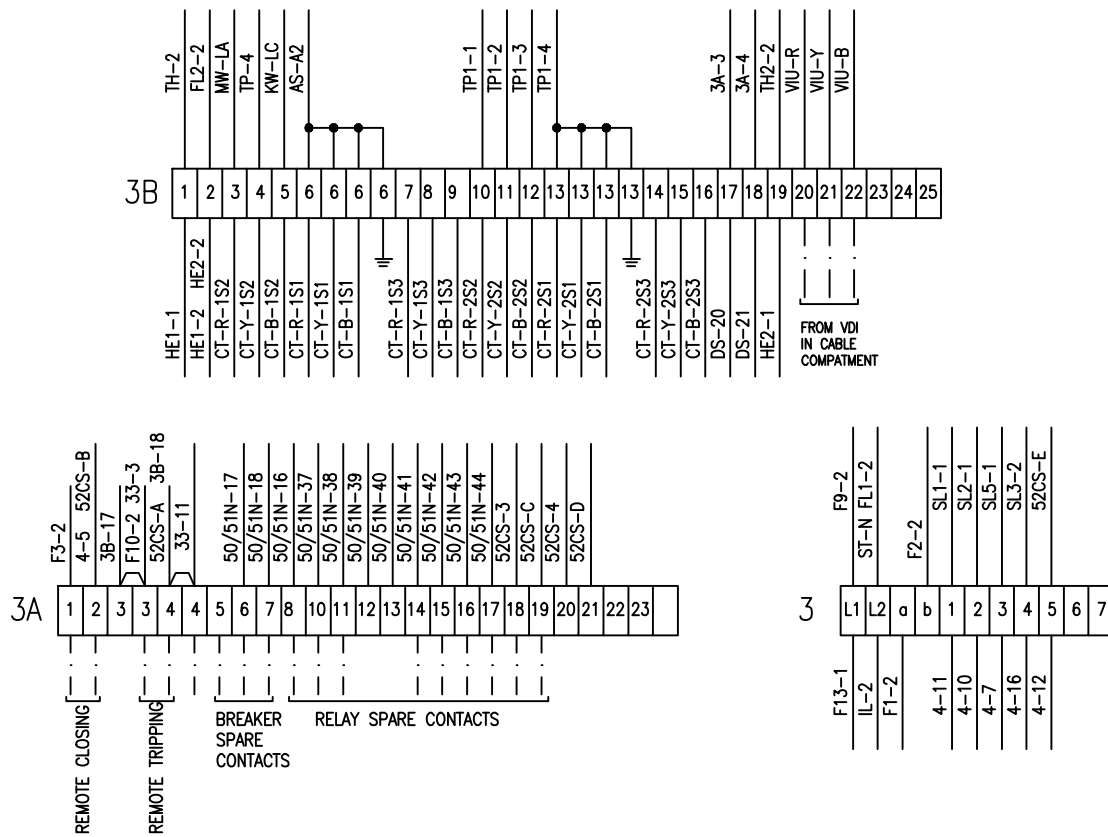 TH-2
FL2-2
MW-LA
TP-4
KW-LC
AS-A2
TP1-1
TP1-2
TP1-3
TP1-4
3A-3
3A-4
TH2-2
VIU-R
VIU-Y
VIU-B
3B 1 2 3 4 5 6 6 6 6 7 8 9 10 11 12 13 13 13 13 14 15 16 17 18 19 20 21 22 23 24 25
HE1-1
HE1-2 HE2-2
CT-R-1S2
CT-Y-1S2
CT-B-1S2
CT-R-1S1
CT-Y-1S1
CT-B-1S1
CT-R-1S3
CT-Y-1S3
CT-B-1S3
CT-R-2S2
CT-Y-2S2
CT-B-2S2
CT-R-2S1
CT-Y-2S1
CT-B-2S1
CT-R-2S3
CT-Y-2S3
CT-B-2S3
DS-20
DS-21
HE2-1
FROM VDI
IN CABLE
COMPATMENT
F3-2
4-5 52CS-B
3B-17
F10-2 33-3
52CS-A 3B-18
33-11
50/51N-17
50/51N-18
50/51N-16
50/51N-37
50/51N-38
50/51N-39
50/51N-40
50/51N-41
50/51N-42
50/51N-43
50/51N-44
52CS-3
52CS-C
52CS-4
52CS-D
3A 1 2 3 3 4 4 5 6 7 8 10 11 12 13 14 15 16 17 18 19 20 21 22 23
REMOTE CLOSING
REMOTE TRIPPING
BREAKER
SPARE
CONTACTS
RELAY SPARE CONTACTS
F9-2
ST-N FL1-2
F2-2
SL1-1
SL2-1
SL5-1
SL3-2
52CS-E
3 L1 L2 a b 1 2 3 4 5 6 7
F13-1
IL-2
F1-2
4-11
4-10
4-7
4-16
4-12